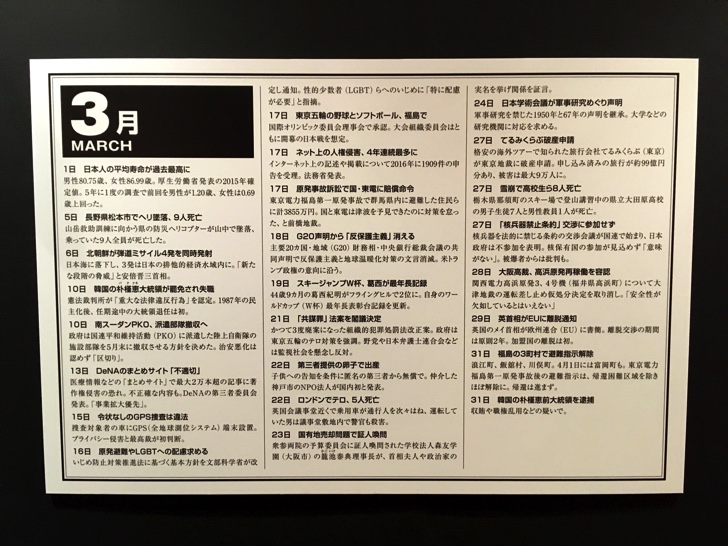 3月
MARCH
1日 日本人の平均寿命が過去最高に
男性80.75歳、女性86.99歳。厚生労働省発表の2015年確
定値。5年に1度の調査で前回を男性が1.20歳、女性は0.69
歳上回った。
5日 長野県松本市でヘリ墜落、9人死亡
山岳救助訓練に向かう県の防災ヘリコプターが山中で墜落、
乗っていた9人全員が死亡した。
6日 北朝鮮が弾道ミサイル4発を同時発射
日本海に落下し、3発は日本の排他的経済水域内に。「新た
な段階の脅威」と安倍晋三首相。
10日 韓国の朴槿恵大統領が罷免され失職
憲法裁判所が「重大な法律違反行為」を認定。1987年の民
主化後、任期途中の大統領退任は初。
10日 南スーダンPKO、派遣部隊撤収へ
政府は国連平和維持活動(PKO)に派遣した陸上自衛隊の
施設部隊を5月末に撤収させる方針を決めた。治安悪化は
認めず「区切り」。
13日 DeNAのまとめサイト「不適切」
医療情報などの「まとめサイト」で最大2万本超の記事に著
作権侵害の恐れ。不正確な内容も。DeNAの第三者委員会
発表。「事業拡大優先」。
15日 令状なしのGPS捜査は違法
捜査対象者の車にGPS(全地球測位システム)端末設置。
プライバシー侵害と最高裁が初判断。
16日 原発避難やLGBTへの配慮求める
いじめ防止対策推進法に基づく基本方針を文部科学省が改
定し通知。性的少数者(LGBT)らへのいじめに「特に配慮
が必要」と指摘。
17日 東京五輪の野球とソフトボール、福島で
国際オリンピック委員会理事会で承認。大会組織委員会はと
もに開幕の日本戦を想定。
17日 ネット上の人権侵害、4年連続最多に
インターネット上の記述や掲載について2016年に1909件の申
告を受理。法務省発表。
17日 原発事故訴訟で国・東電に賠償命令
東京電力福島第一原発事故で群馬県内に避難した住民ら
に計3855万円。国と東電は津波を予見できたのに対策を怠っ
た、と前橋地裁。
18日 G20声明から「反保護主義」消える
主要20カ国・地域(G20)財務相・中央銀行総裁会議の共
同声明で反保護主義と地球温暖化対策の文言消滅。米トラ
ンプ政権の意向に沿う。
19日 スキージャンプW杯、葛西が最年長記録
44歳9カ月の葛西紀明がフライングヒルで2位に。自身のワー
ルドカップ(W杯)最年長表彰台記録を更新。
21日 「共謀罪」法案を閣議決定
かつて3度廃案になった組織的犯罪処罰法改正案。政府は
東京五輪のテロ対策を強調。野党や日本弁護士連合会など
は監視社会を懸念し反対。
22日 第三者提供の卵子で出産
子供への告知を条件に匿名の第三者から無償で。仲介した
神戸市のNPO法人が国内初と発表。
22日 ロンドンでテロ、5人死亡
英国会議事堂近くで乗用車が通行人を次々はね、運転して
いた男は議事堂敷地内で警官も殺害。
23日 国有地売却問題で証人喚問
衆参両院の予算委員会に証人喚問された学校法人森友学
園(大阪市)の籠池泰典理事長が、首相夫人や政治家の
実名を挙げ関係を証言。
24日 日本学術会議が軍事研究めぐり声明
軍事研究を禁じた1950年と67年の声明を継承。大学などの
研究機関に対応を求める。
27日 てるみくらぶ破産申請
格安の海外ツアーで知られた旅行会社てるみくらぶ(東京)
が東京地裁に破産申請。申し込み済みの旅行が約99億円
分あり、被害は最大9万人に。
27日 雪崩で高校生ら8人死亡
栃木県那須町のスキー場で登山講習中の県立大田原高校
の男子生徒7人と男性教員1人が死亡。
27日 「核兵器禁止条約」交渉に参加せず
核兵器を法的に禁じる条約の交渉会議が国連で始まり、日本
政府は不参加を表明。核保有国の参加が見込めず「意味
がない」。被爆者からは批判も。
28日 大阪高裁、高浜原発再稼働を容認
関西電力高浜原発3、4号機(福井県高浜町)について大
津地裁の運転差し止め仮処分決定を取り消し。「安全性が
欠如しているとはいえない」
29日 英首相がEUに離脱通知
英国のメイ首相が欧州連合(EU)に書簡。離脱交渉の期間
は原則2年。加盟国の離脱は初。
31日 福島の3町村で避難指示解除
浪江町、飯舘村、川俣町。4月1日には富岡町も。東京電力
福島第一原発事故後の避難指示は、帰還困難区域を除き
ほぼ解除に。帰還は進まず。
31日 韓国の朴槿恵前大統領を逮捕
収賄や職権乱用などの疑いで。